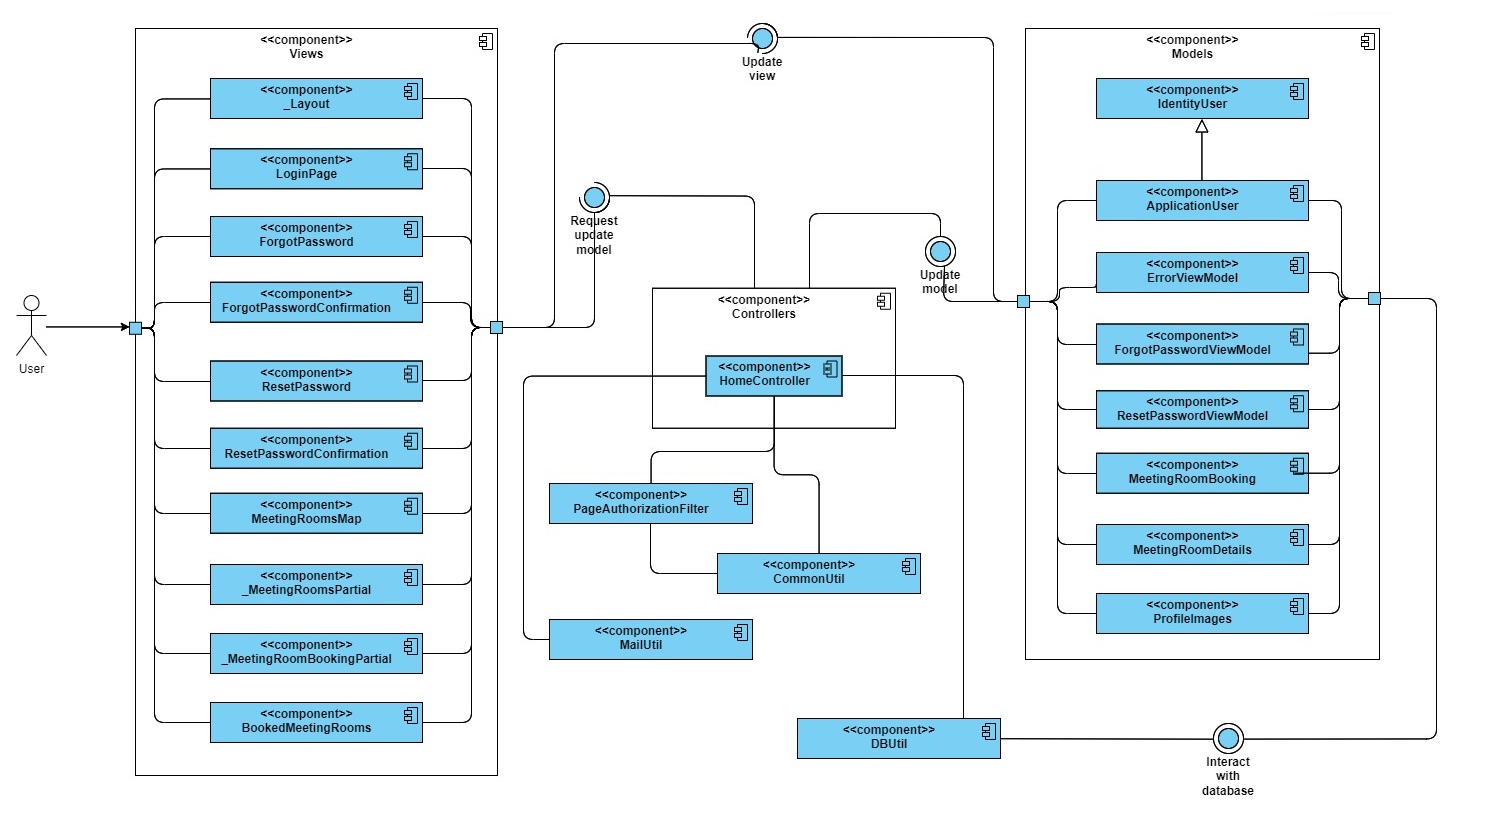 <<component>>
Views
<<component>>
_Layout
<<component>>
LoginPage
<<component>>
ForgotPassword
<<component>>
ForgotPasswordConfirmation
<<component>>
ResetPassword
<<component>>
ResetPasswordConfirmation
<<component>>
MeetingRoomsMap
<<component>>
_MeetingRoomsPartial
<<component>>
_MeetingRoomBookingPartial
<<component>>
BookedMeetingRooms
User
Update
view
Request
update
model
Update
model
<<component>>
Controllers
<<component>>
HomeController
<<component>>
PageAuthorizationFilter
<<component>>
CommonUtil
<<component>>
MailUtil
<<component>>
DBUtil
<<component>>
Models
<<component>>
IdentityUser
<<component>>
ApplicationUser
<<component>>
ErrorViewModel
<<component>>
ForgotPasswordViewModel
<<component>>
ResetPasswordViewModel
<<component>>
MeetingRoomBooking
<<component>>
MeetingRoomDetails
<<component>>
ProfileImages
Interact
with
database